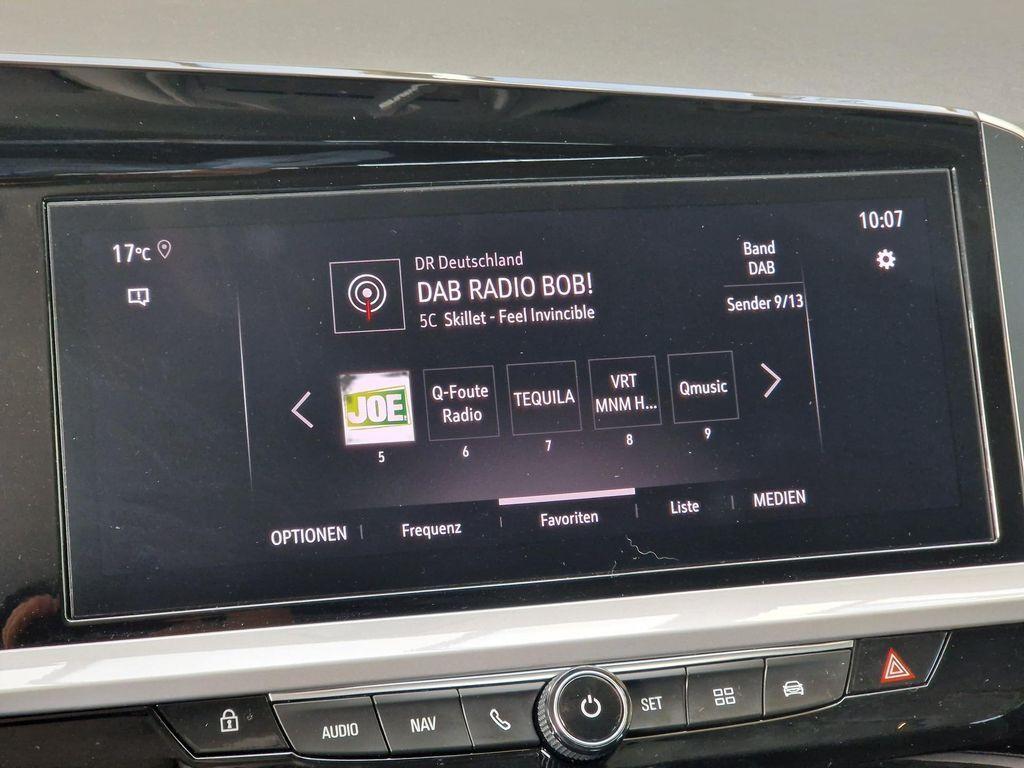 17°C
10:07
DR Deutschland
DAB RADIO BOB!
5C Skillet - Feel Invincible
Band
DAB
Sender 9/13
JOE
5
Q-Foute
Radio
6
TEQUILA
7
VRT
MNM H...
8
Qmusic
9
OPTIONEN
Frequenz
Favoriten
Liste
MEDIEN
AUDIO
NAV
SET